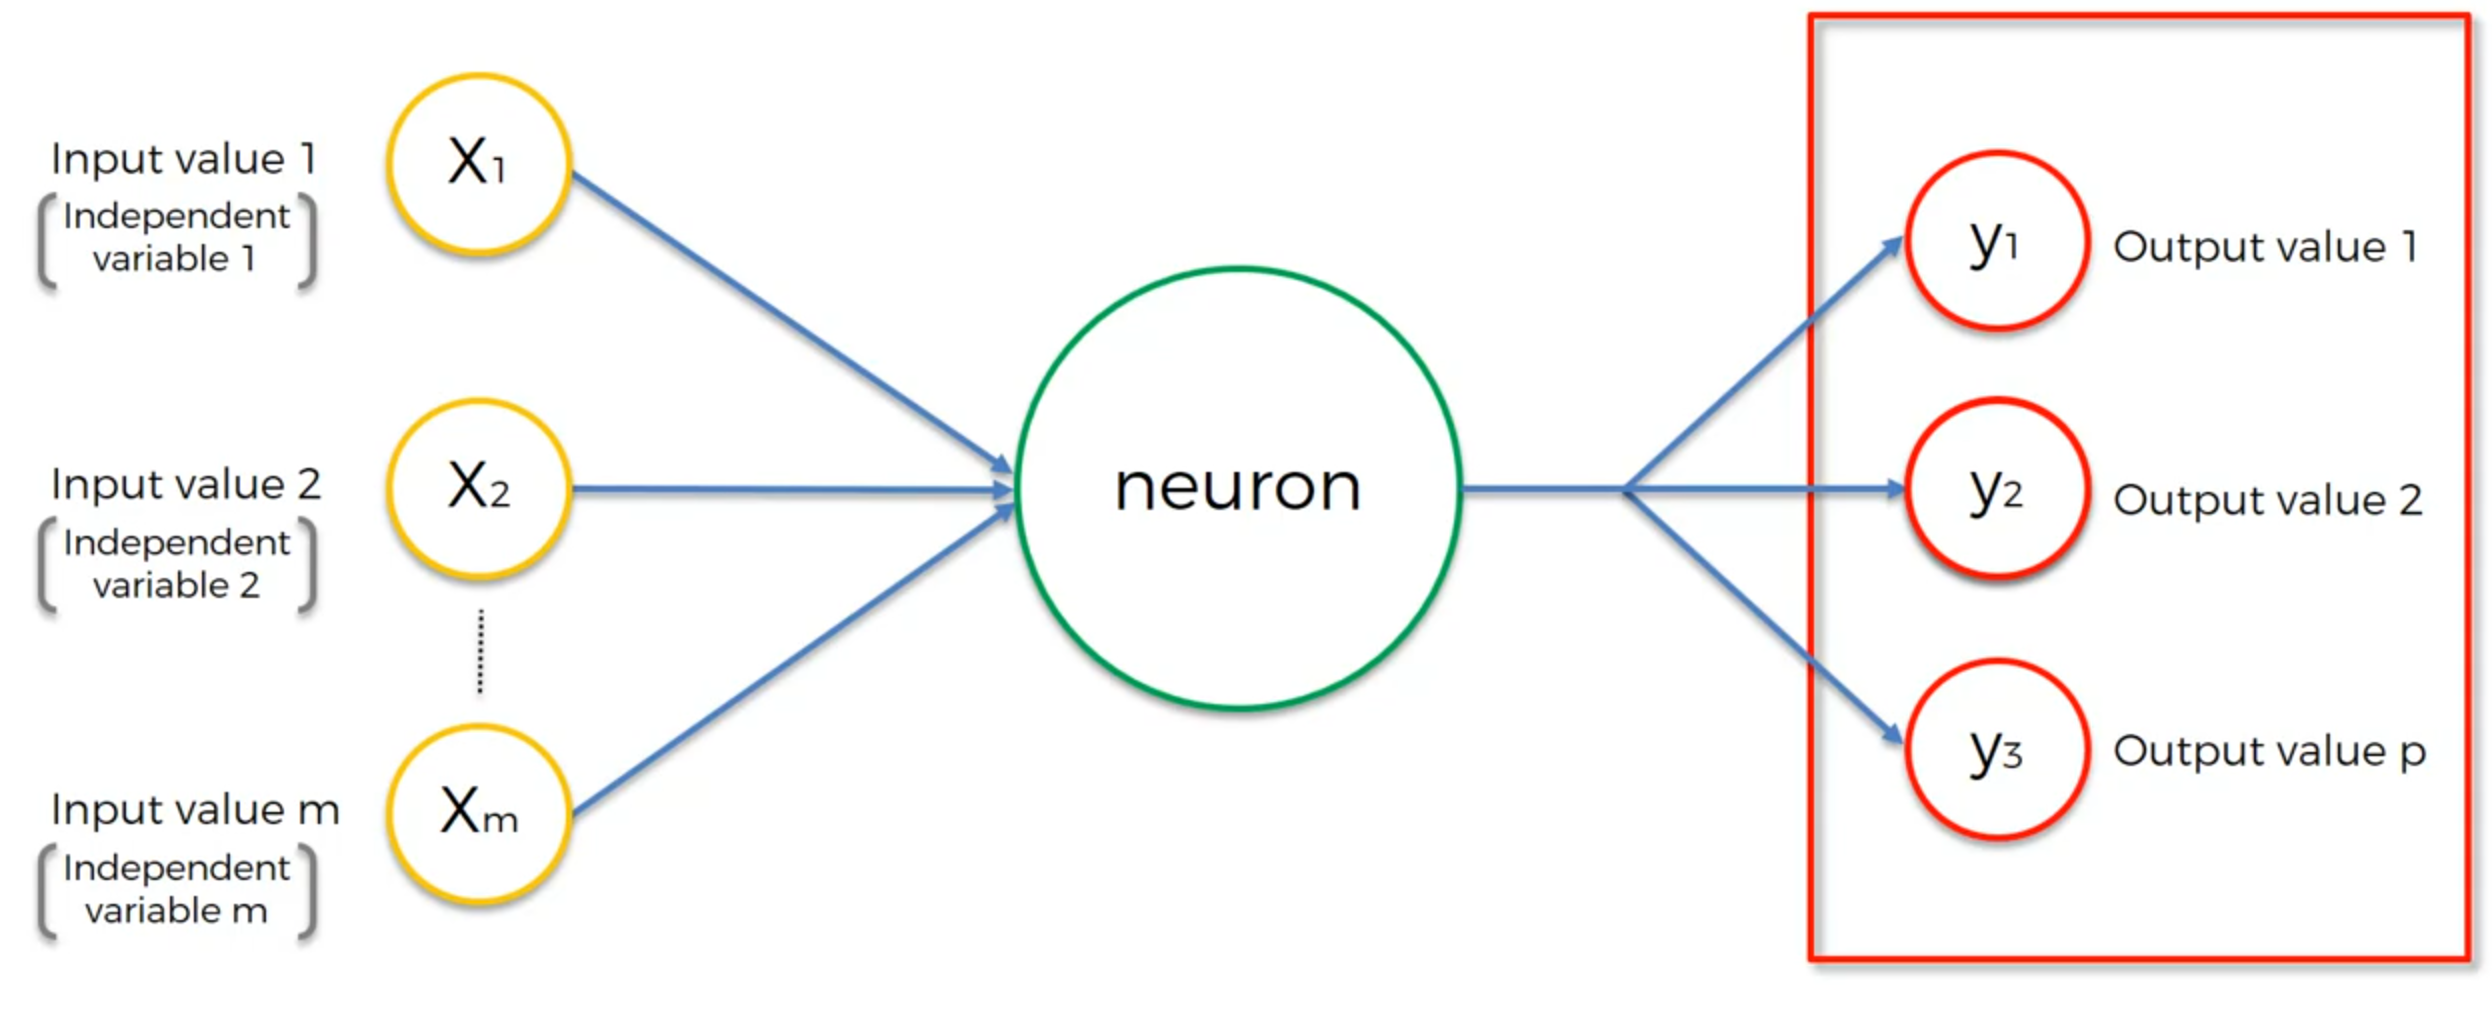 Input value 1
Independent
variable 1
X1
Input value 2
Independent
variable 2
X2
Input value m
Independent
variable m
Xm
neuron
y1
Output value 1
y2
Output value 2
y3
Output value p